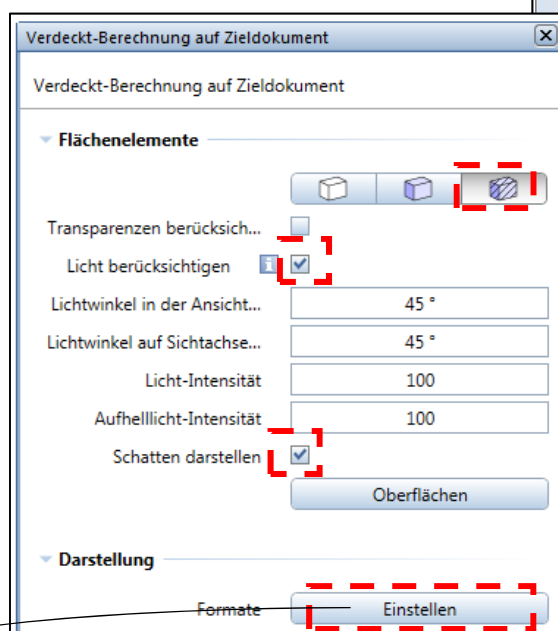 Verdeckt-Berechnung auf Zieldokument
Verdeckt-Berechnung auf Zieldokument
Flächenelemente
Transparenzen berücksich...
Licht berücksichtigen i
Lichtwinkel in der Ansicht... 45 °
Lichtwinkel auf Sichtachse... 45 °
Licht-Intensität 100
Aufhelllicht-Intensität 100
Schatten darstellen
Oberflächen
Darstellung
Formate Einstellen